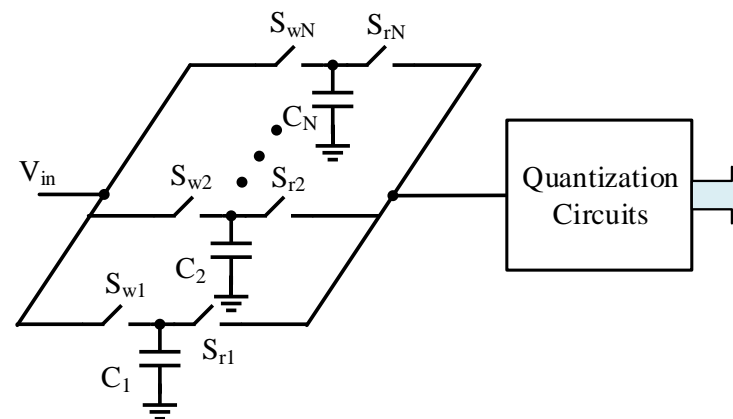 S_wN S_rN
C_N
V_in
S_w2 S_r2
Quantization
Circuits
C_2
S_w1
S_r1
C_1